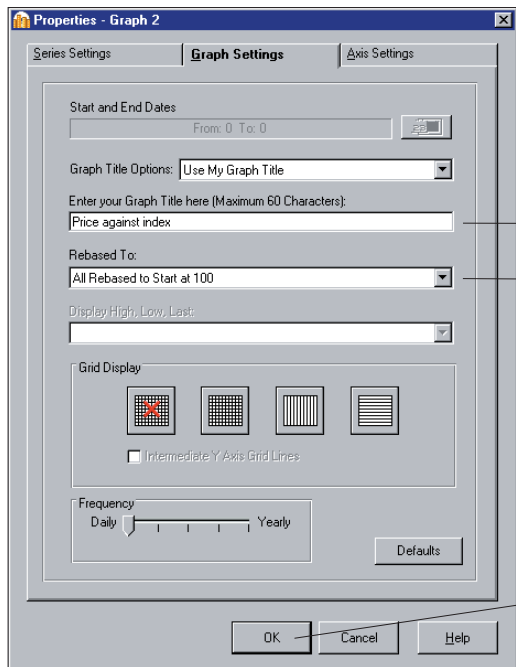 Properties - Graph 2
Series Settings
Graph Settings
Axis Settings
Start and End Dates
From: 0 To: 0
Graph Title Options:
Use My Graph Title
Enter your Graph Title here (Maximum 60 Characters):
Price against index
Rebased To:
All Rebased to Start at 100
Display High, Low, Last:
Grid Display
Intermediate Y Axis Grid Lines
Frequency
Daily
Yearly
Defaults
OK
Cancel
Help